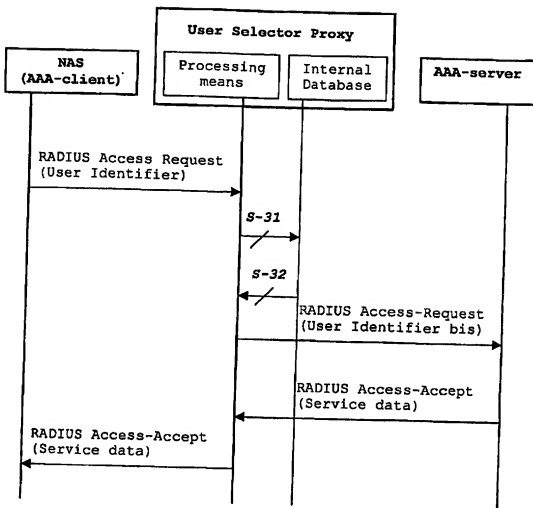 User Selector Proxy
NAS
(AAA-client)
Processing
means
Internal
Database
AAA-server
RADIUS Access Request
(User Identifier)
S-31
S-32
RADIUS Access-Request
(User Identifier bis)
RADIUS Access-Accept
(Service data)
RADIUS Access-Accept
(Service data)